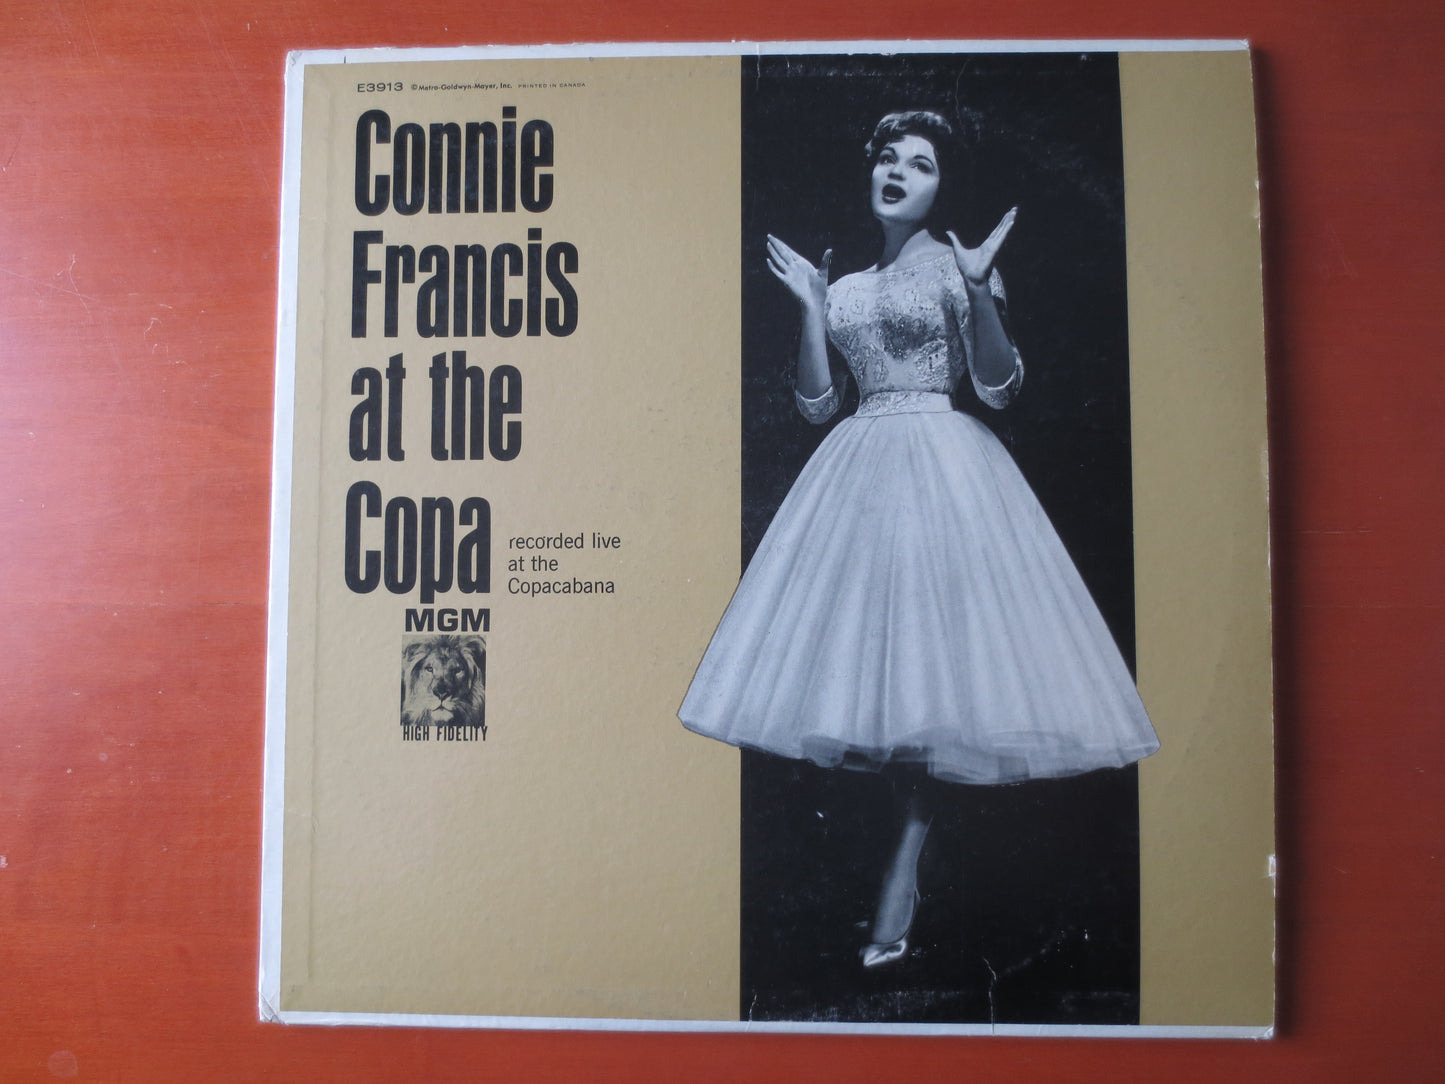 E3913 © Metro-Goldwyn-Mayer, Inc. PRINTED IN CANADA
Connie
Francis
at the
Copa
recorded live
at the
Copacabana
MGM
HIGH FIDELITY